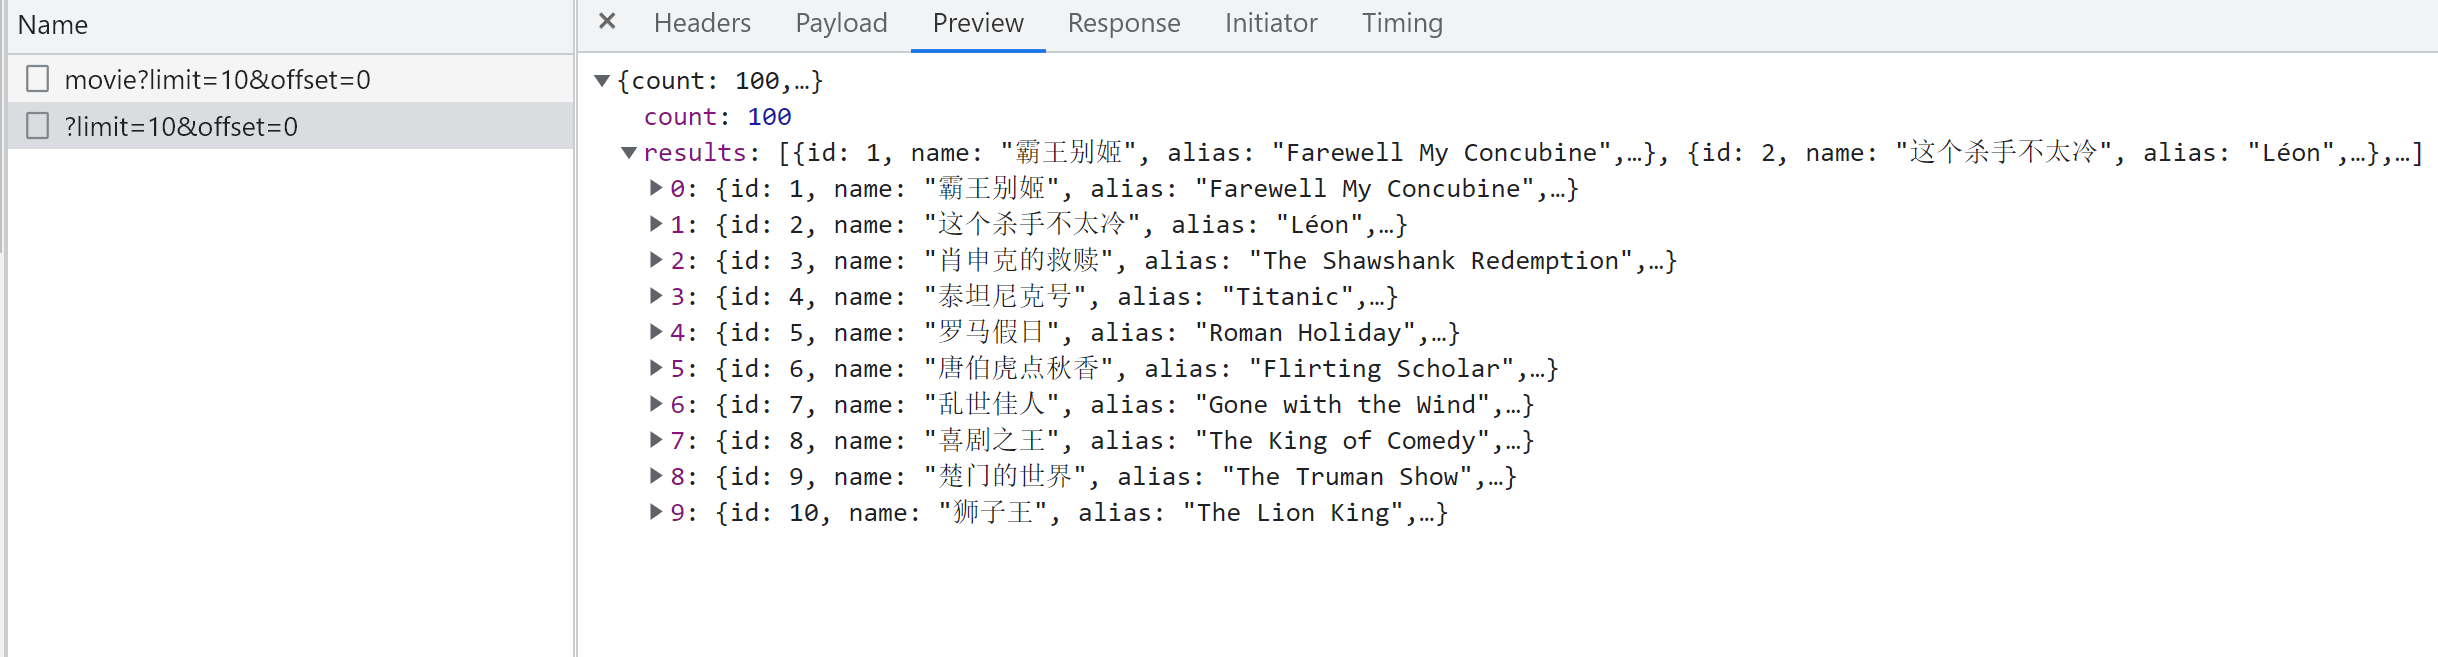 Name
movie?limit=10&offset=0
?limit=10&offset=0
× Headers Payload Preview Response Initiator Timing
▼{count: 100,…}
count: 100
▼results: [{id: 1, name: "霸王别姬", alias: "Farewell My Concubine",…}, {id: 2, name: "这个杀手不太冷", alias: "Léon",…},…]
▶0: {id: 1, name: "霸王别姬", alias: "Farewell My Concubine",…}
▶1: {id: 2, name: "这个杀手不太冷", alias: "Léon",…}
▶2: {id: 3, name: "肖申克的救赎", alias: "The Shawshank Redemption",…}
▶3: {id: 4, name: "泰坦尼克号", alias: "Titanic",…}
▶4: {id: 5, name: "罗马假日", alias: "Roman Holiday",…}
▶5: {id: 6, name: "唐伯虎点秋香", alias: "Flirting Scholar",…}
▶6: {id: 7, name: "乱世佳人", alias: "Gone with the Wind",…}
▶7: {id: 8, name: "喜剧之王", alias: "The King of Comedy",…}
▶8: {id: 9, name: "楚门的世界", alias: "The Truman Show",…}
▶9: {id: 10, name: "狮子王", alias: "The Lion King",…}